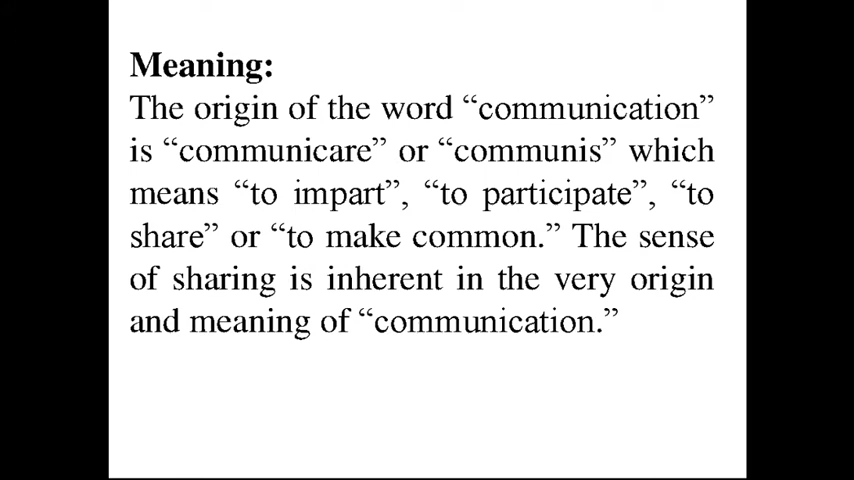 Meaning:
The origin of the word “communication”
is “communicare” or “communis” which
means “to impart”, “to participate”, “to
share” or “to make common.” The sense
of sharing is inherent in the very origin
and meaning of “communication.”